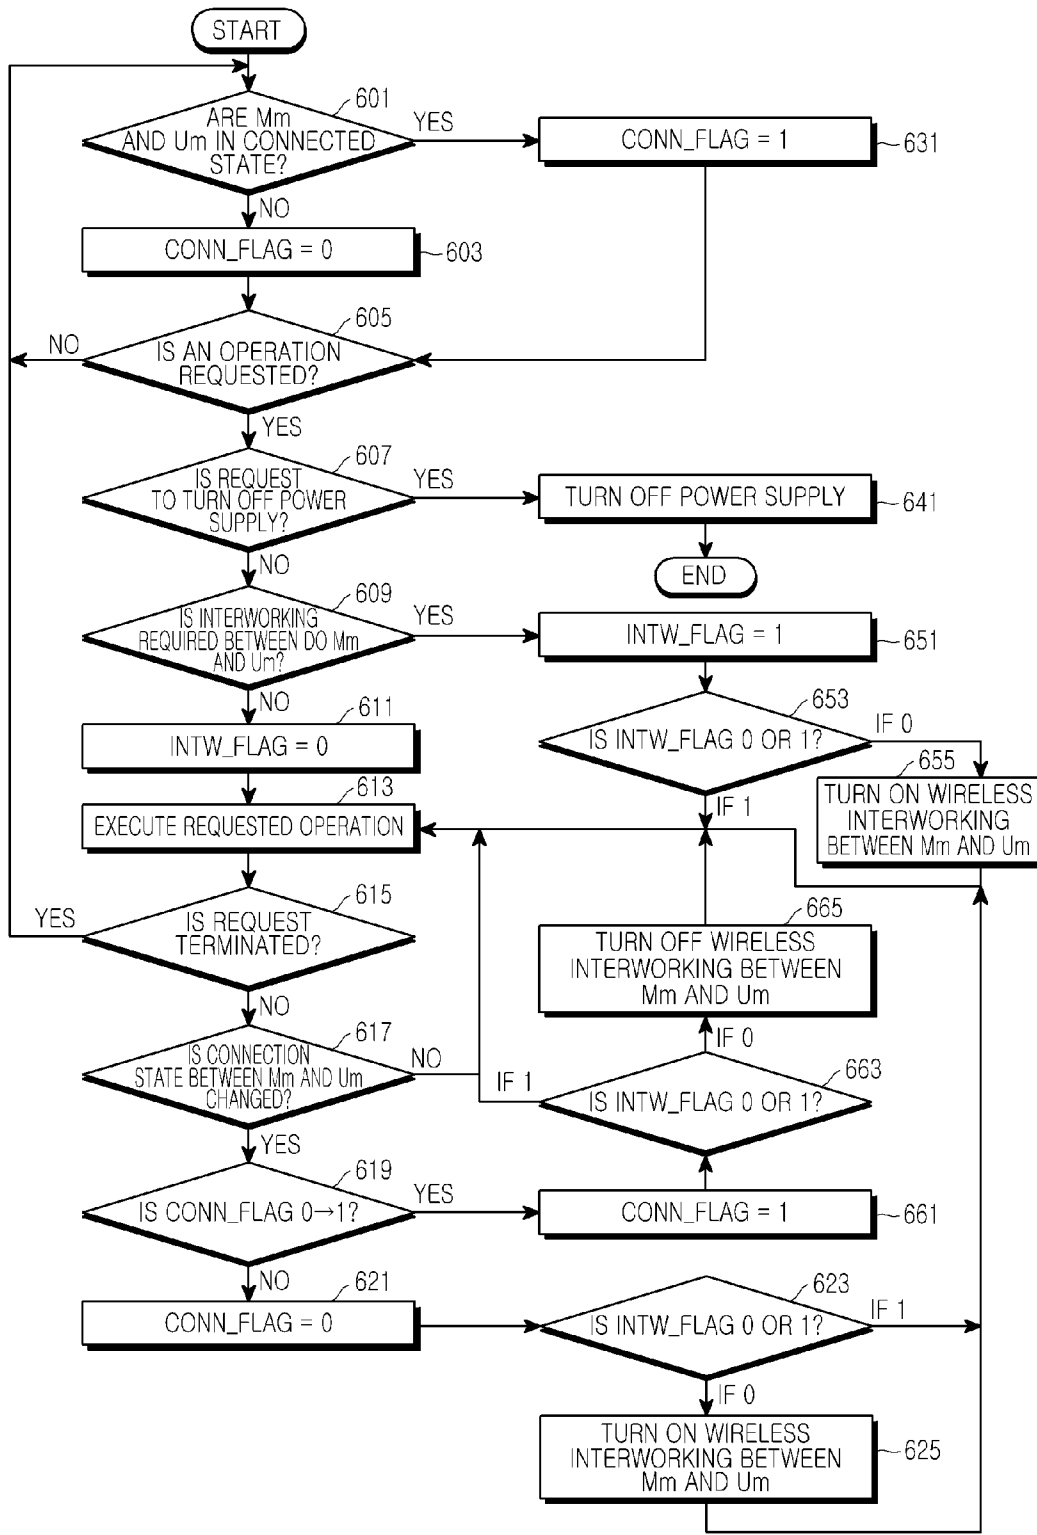 START
601
ARE Mm
AND Um IN CONNECTED
STATE?
YES
CONN_FLAG = 1
631
NO
CONN_FLAG = 0
603
605
NO
IS AN OPERATION
REQUESTED?
YES
607
IS REQUEST
TO TURN OFF POWER
SUPPLY?
YES
TURN OFF POWER SUPPLY
641
NO
END
609
IS INTERWORKING
REQUIRED BETWEEN DO Mm
AND Um?
YES
INTW_FLAG = 1
651
NO
611
INTW_FLAG = 0
653
IS INTW_FLAG 0 OR 1?
IF 0
IF 1
655
TURN ON WIRELESS
INTERWORKING
BETWEEN Mm AND Um
613
EXECUTE REQUESTED OPERATION
615
YES
IS REQUEST
TERMINATED?
665
TURN OFF WIRELESS
INTERWORKING BETWEEN
Mm AND Um
NO
617
IS CONNECTION
STATE BETWEEN Mm AND Um
CHANGED?
NO
IF 0
IF 1
663
IS INTW_FLAG 0 OR 1?
YES
619
IS CONN_FLAG 0→1?
YES
CONN_FLAG = 1
661
NO
621
CONN_FLAG = 0
623
IS INTW_FLAG 0 OR 1?
IF 1
IF 0
TURN ON WIRELESS
INTERWORKING BETWEEN
Mm AND Um
625